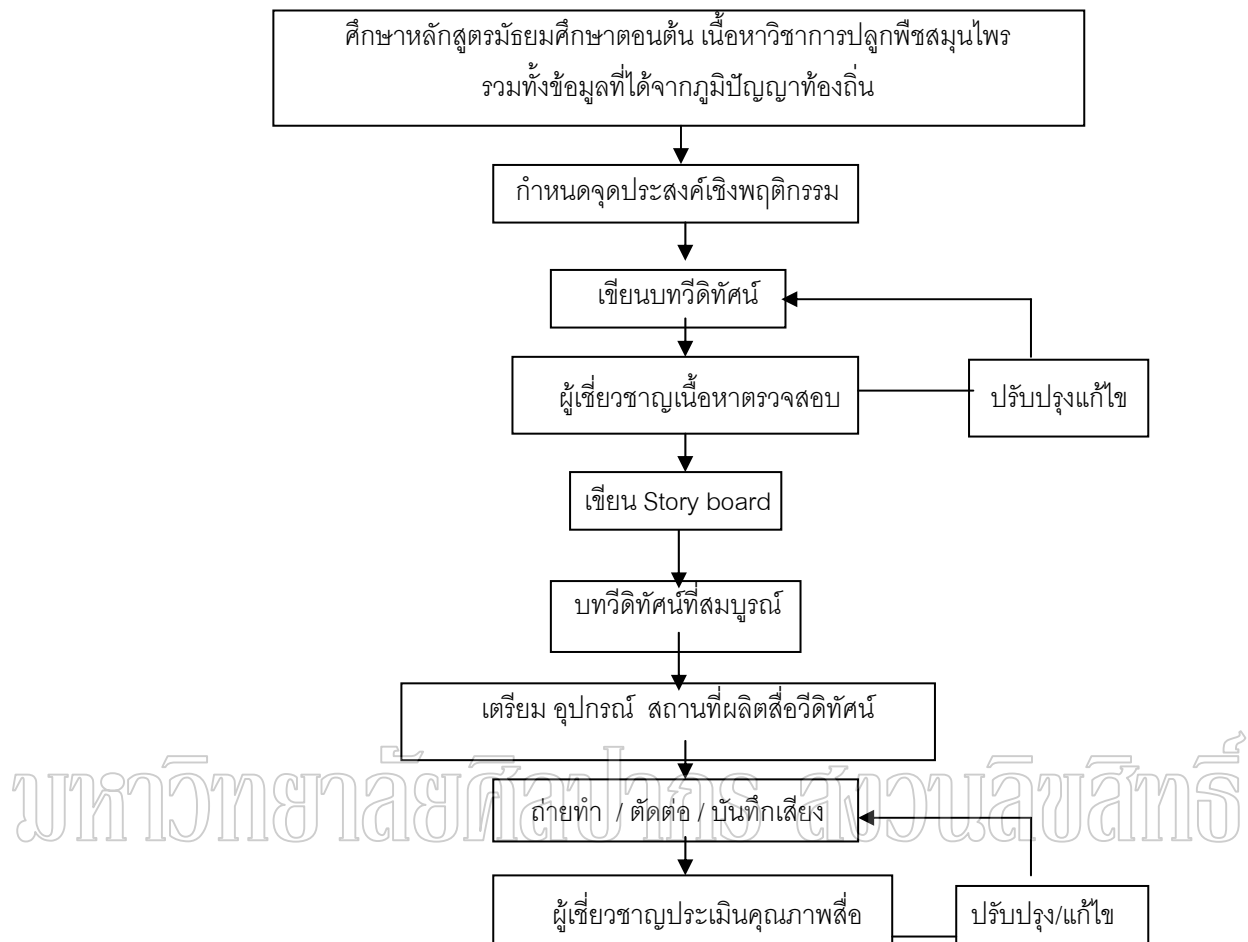 ศึกษาหลักสูตรมัธยมศึกษาตอนต้น เนื้อหาวิชาการปลูกพืชสมุนไพร
รวมทั้งข้อมูลที่ได้จากภูมิปัญญาท้องถิ่น
กำหนดจุดประสงค์เชิงพฤติกรรม
เขียนบทวีดิทัศน์
ผู้เชี่ยวชาญเนื้อหาตรวจสอบ
ปรับปรุงแก้ไข
เขียน Story board
บทวีดิทัศน์ที่สมบูรณ์
เตรียม อุปกรณ์ สถานที่ผลิตสื่อวีดิทัศน์
มหาวิทยาลัยศิลปากร สงวนลิขสิทธิ์
ถ่ายทำ / ตัดต่อ / บันทึกเสียง
ผู้เชี่ยวชาญประเมินคุณภาพสื่อ
ปรับปรุง/แก้ไข